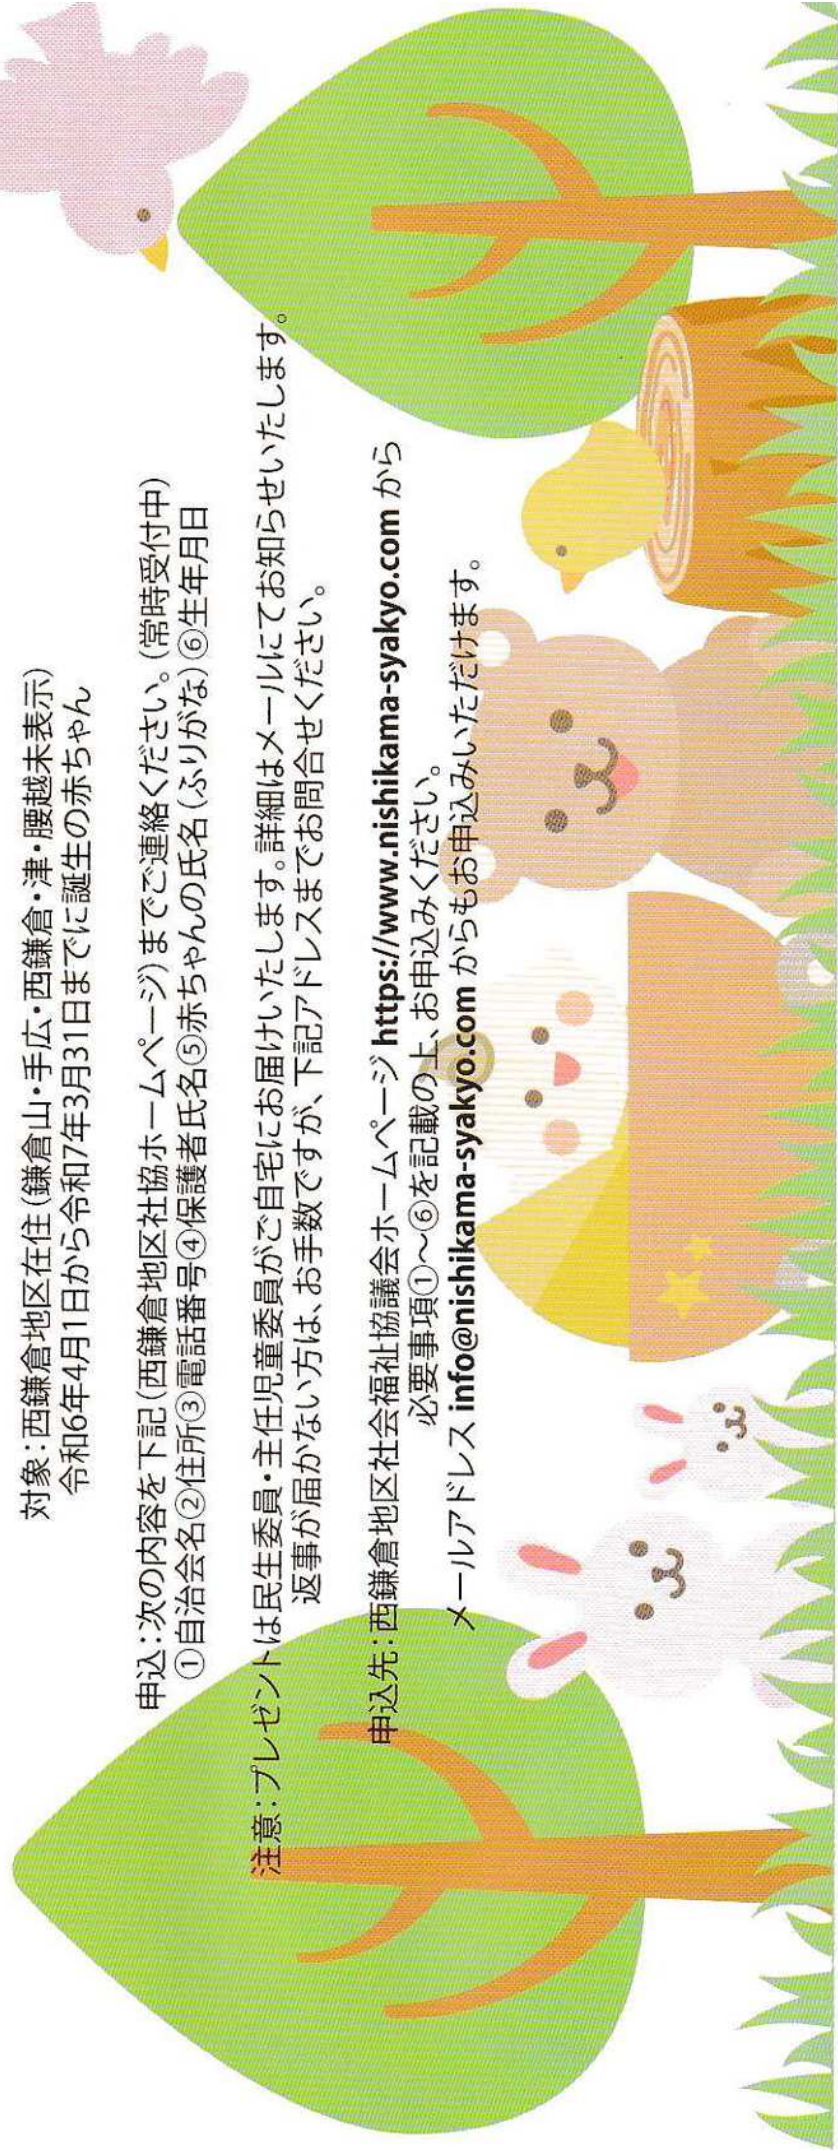 対象：西鎌倉地区在住（鎌倉山・手広・西鎌倉・津・腰越未表示）
令和6年4月1日から令和7年3月31日までに誕生の赤ちゃん
申込：次の内容を下記（西鎌倉地区社協ホームページ）までご連絡ください。（常時受付中）
①自治会名②住所③電話番号④保護者氏名⑤赤ちゃんの氏名（ふりがな）⑥生年月日
注意：プレゼントは民生委員・主任児童委員がご自宅にお届けいたします。詳細はメールにてお知らせいたします。
返事が届かない方は、お手数ですが、下記アドレスまでお問合せください。
申込先：西鎌倉地区社会福祉協議会ホームページ https://www.nishikama-syakyo.com から
必要事項①～⑥を記載の上、お申込みください。
メールアドレス info@nishikama-syakyo.com からもお申込みいただけます。